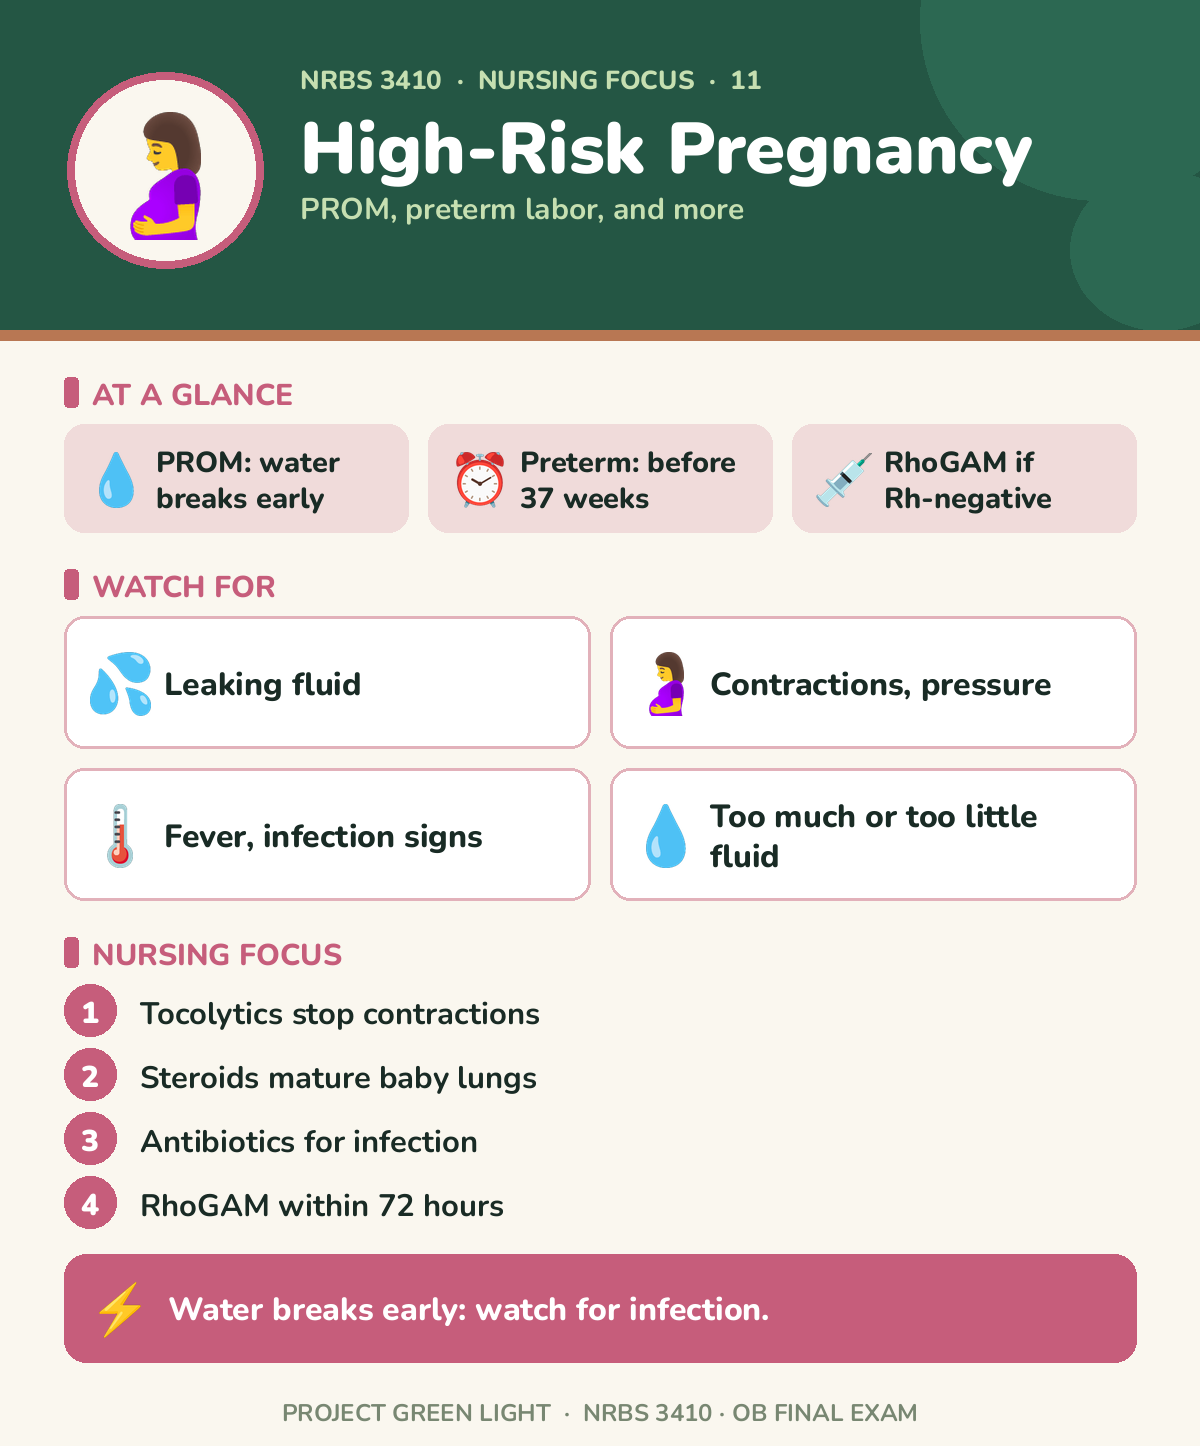 NRBS 3410 · NURSING FOCUS · 11
High-Risk Pregnancy
PROM, preterm labor, and more
AT A GLANCE
PROM: water
breaks early
Preterm: before
37 weeks
RhoGAM if
Rh-negative
WATCH FOR
Leaking fluid
Contractions, pressure
Fever, infection signs
Too much or too little
fluid
NURSING FOCUS
1 Tocolytics stop contractions
2 Steroids mature baby lungs
3 Antibiotics for infection
4 RhoGAM within 72 hours
Water breaks early: watch for infection.
PROJECT GREEN LIGHT · NRBS 3410 · OB FINAL EXAM